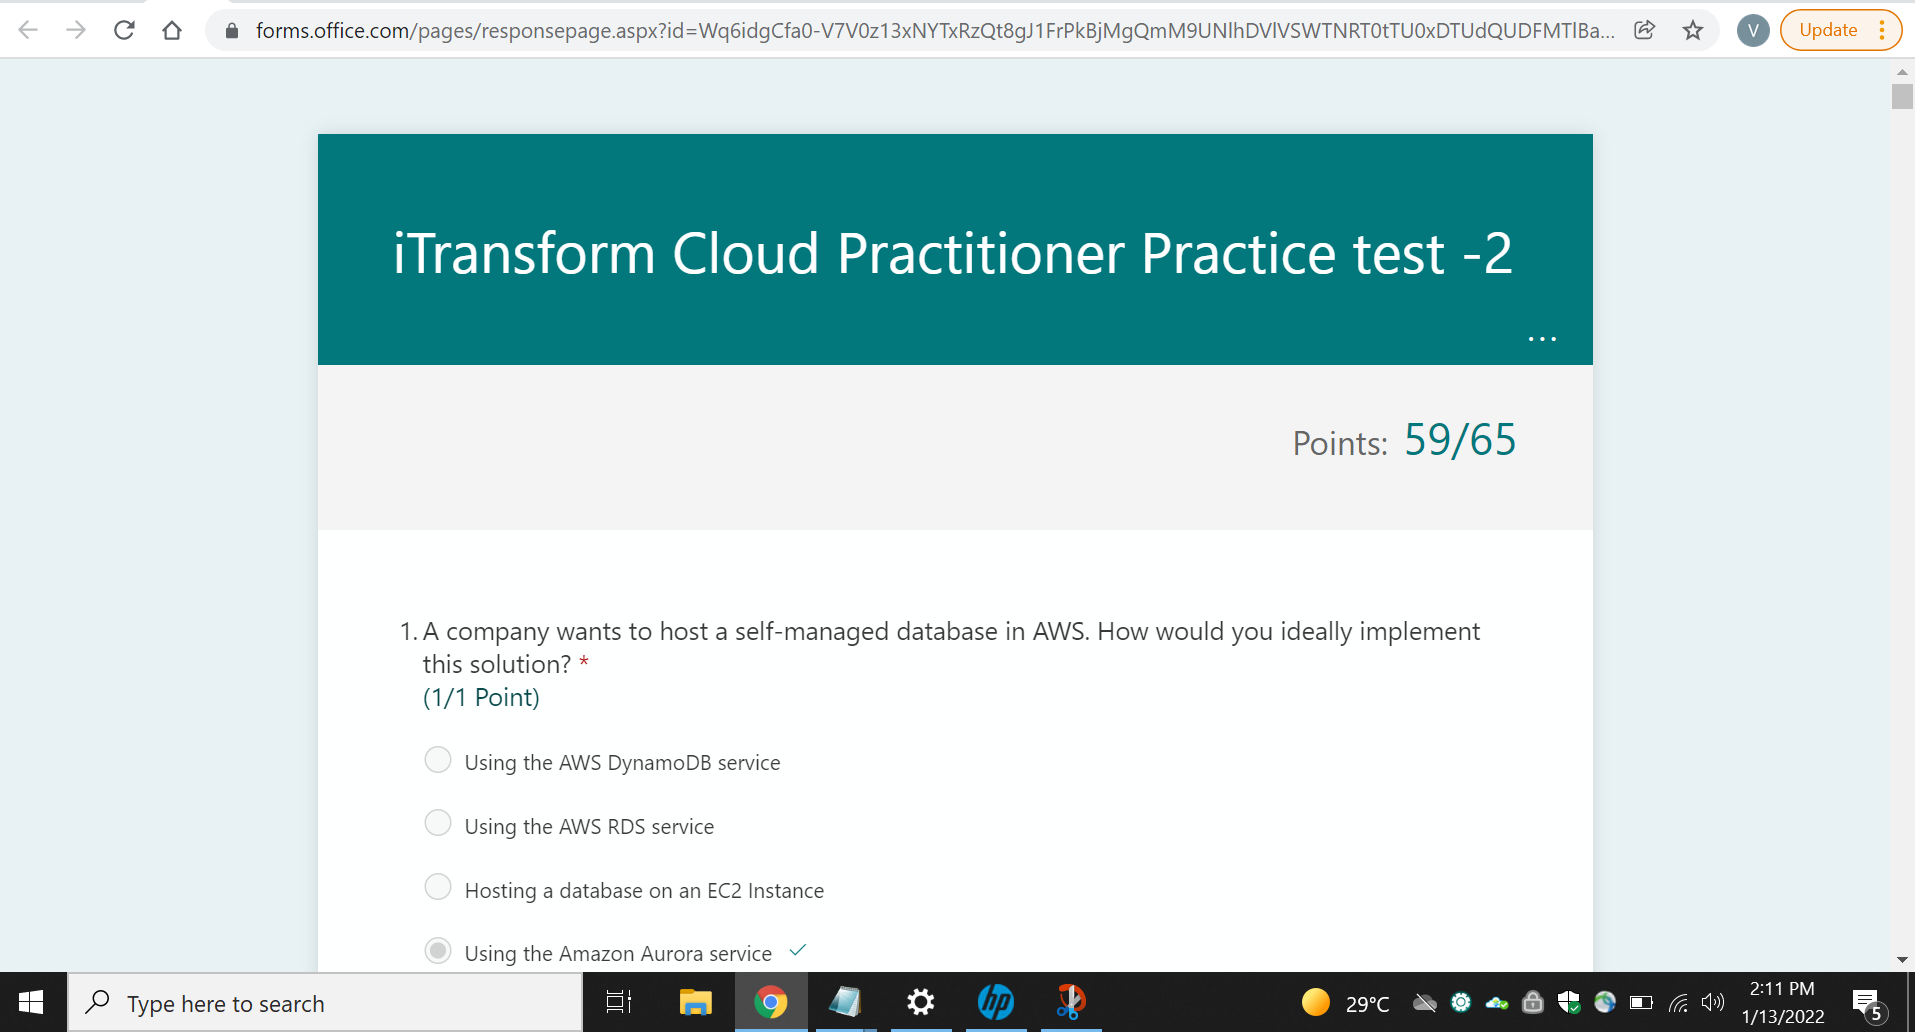 forms.office.com/pages/responsepage.aspx?id=Wq6idgCfa0-V7V0z13xNYTxRzQt8gJ1FrPkBjMgQmM9UNlhDVlVSWTNRT0tTU0xDTUdQUDFMTlBa...
V
Update
iTransform Cloud Practitioner Practice test -2
...
Points: 59/65
1. A company wants to host a self-managed database in AWS. How would you ideally implement
this solution? *
(1/1 Point)
Using the AWS DynamoDB service
Using the AWS RDS service
Hosting a database on an EC2 Instance
Using the Amazon Aurora service
Type here to search
hp
29°C
2:11 PM
1/13/2022
5